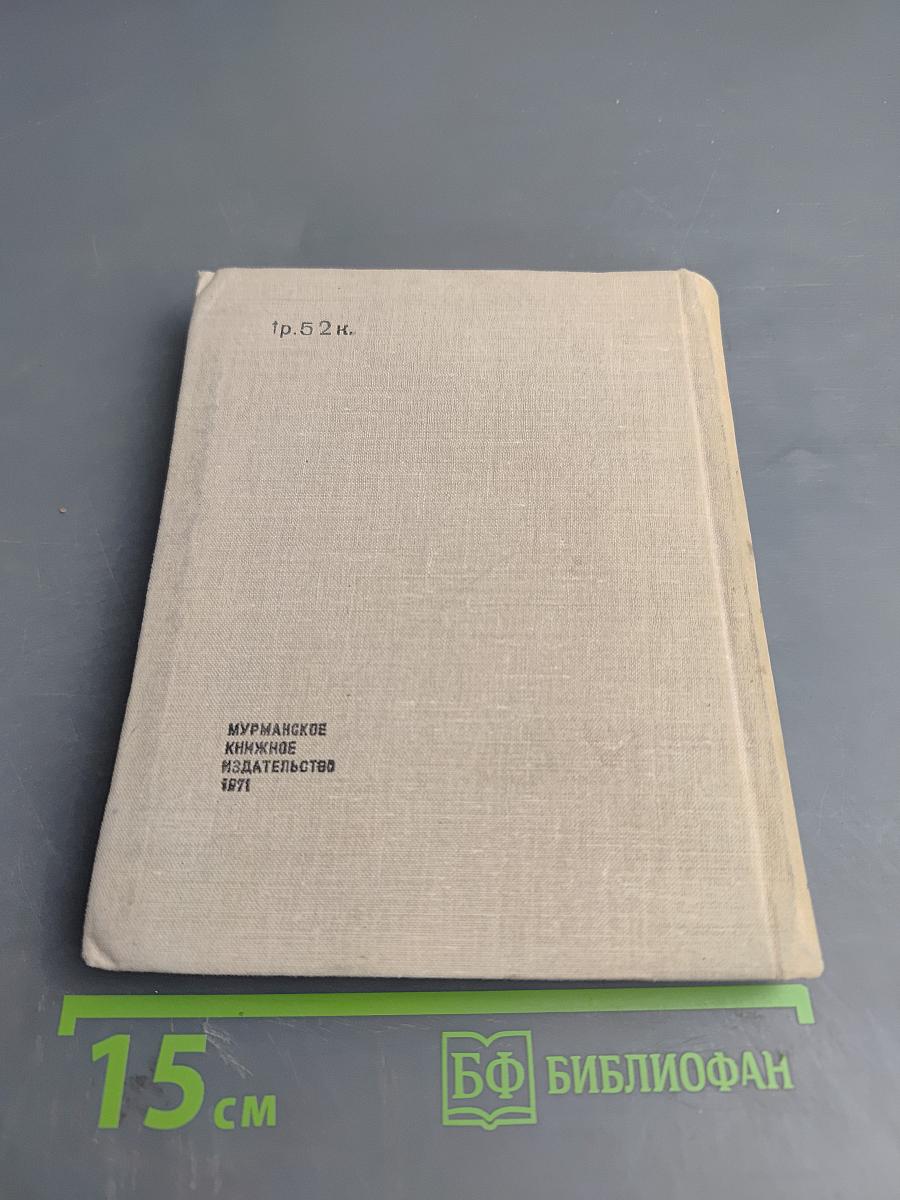 1р.52к.
МУРМАНСКОЕ
КНИЖНОЕ
ИЗДАТЕЛЬСТВО
1971
15 см
БФ БИБЛИОФАН